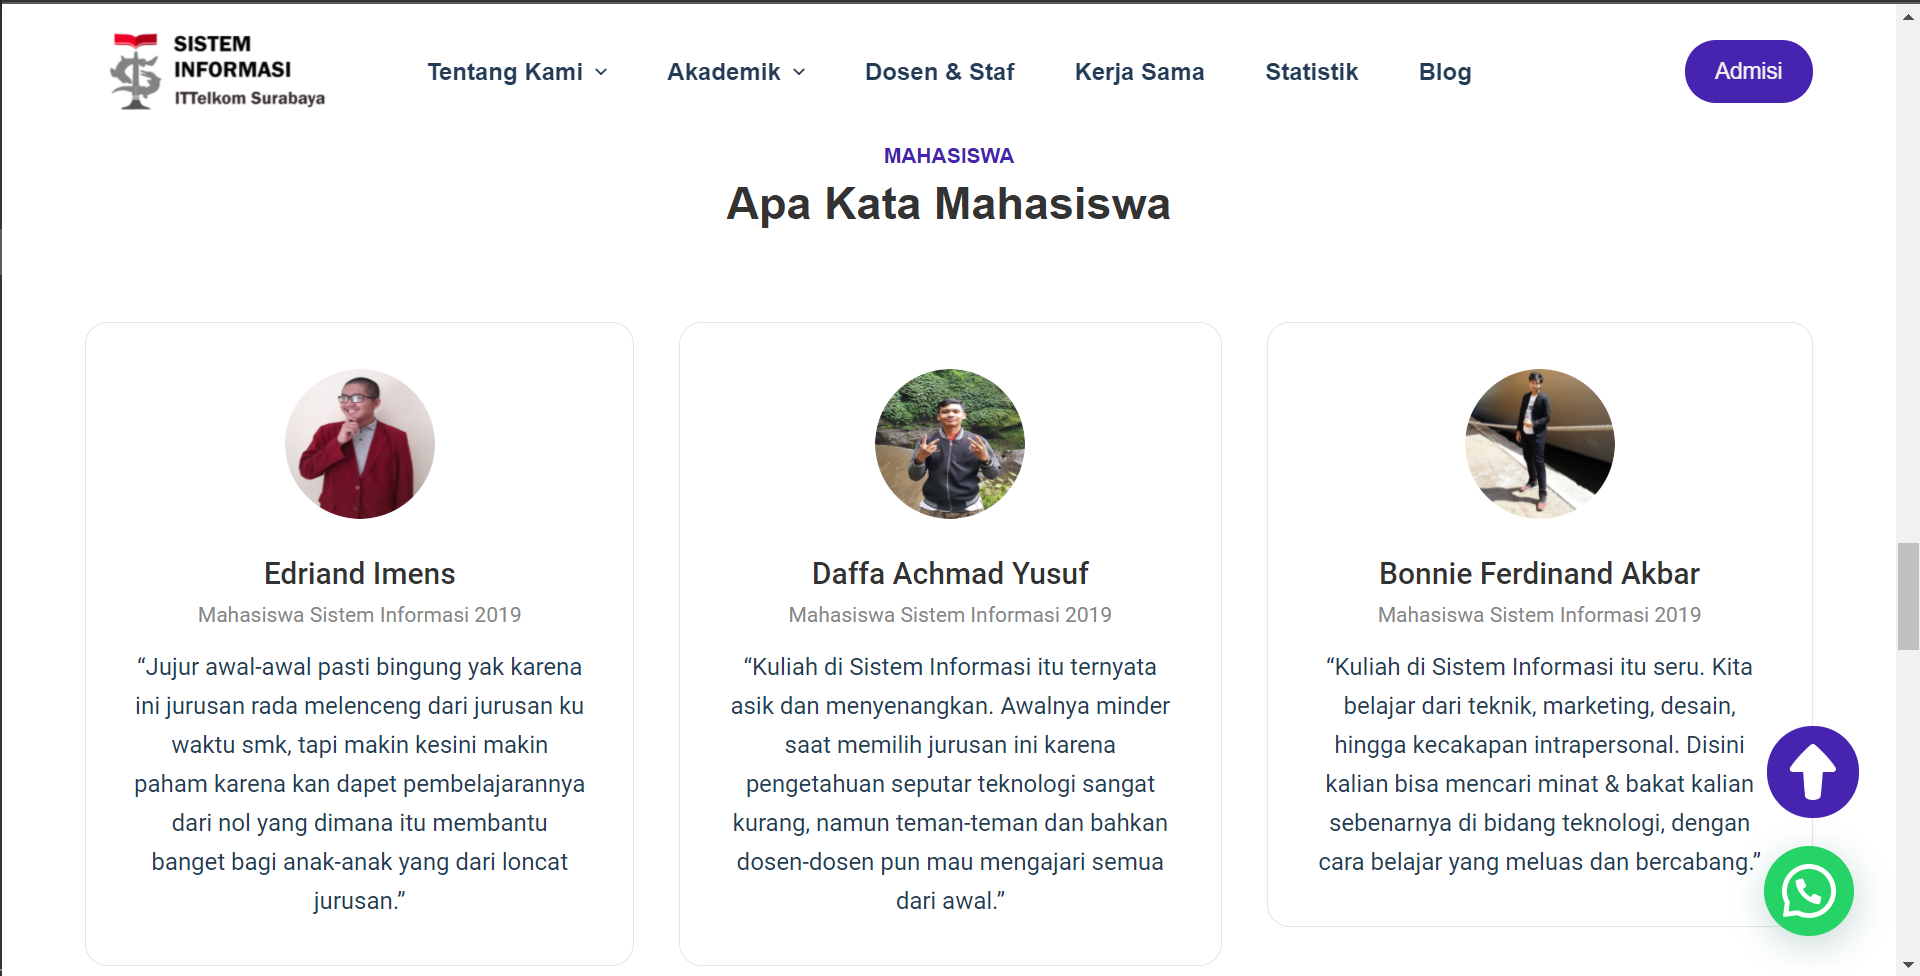 SISTEM
INFORMASI
ITTelkom Surabaya
Tentang Kami
Akademik
Dosen & Staf
Kerja Sama
Statistik
Blog
Admisi
MAHASISWA
Apa Kata Mahasiswa
Edriand Imens
Mahasiswa Sistem Informasi 2019
“Jujur awal-awal pasti bingung yak karena
ini jurusan rada melenceng dari jurusan ku
waktu smk, tapi makin kesini makin
paham karena kan dapet pembelajarannya
dari nol yang dimana itu membantu
banget bagi anak-anak yang dari loncat
jurusan.”
Daffa Achmad Yusuf
Mahasiswa Sistem Informasi 2019
“Kuliah di Sistem Informasi itu ternyata
asik dan menyenangkan. Awalnya minder
saat memilih jurusan ini karena
pengetahuan seputar teknologi sangat
kurang, namun teman-teman dan bahkan
dosen-dosen pun mau mengajari semua
dari awal.”
Bonnie Ferdinand Akbar
Mahasiswa Sistem Informasi 2019
“Kuliah di Sistem Informasi itu seru. Kita
belajar dari teknik, marketing, desain,
hingga kecakapan intrapersonal. Disini
kalian bisa mencari minat & bakat kalian
sebenarnya di bidang teknologi, dengan
cara belajar yang meluas dan bercabang.”